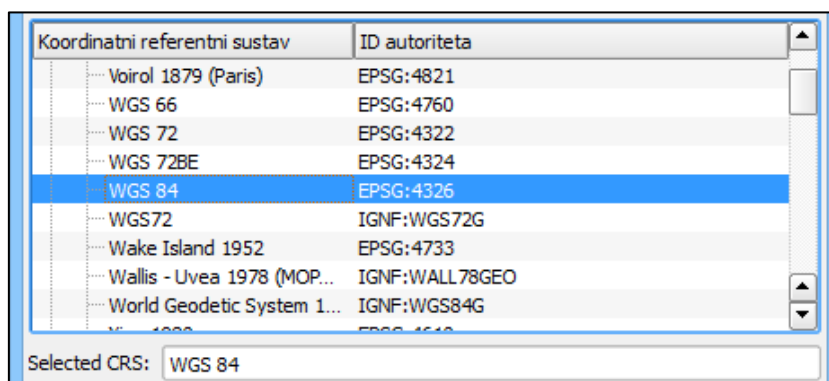 Koordinatni referentni sustav ID autoriteta
Voirol 1879 (Paris) EPSG:4821
WGS 66 EPSG:4760
WGS 72 EPSG:4322
WGS 72BE EPSG:4324
WGS 84 EPSG:4326
WGS72 IGNF:WGS72G
Wake Island 1952 EPSG:4733
Wallis - Uvea 1978 (MOP... IGNF:WALL78GEO
World Geodetic System 1... IGNF:WGS84G
Selected CRS: WGS 84